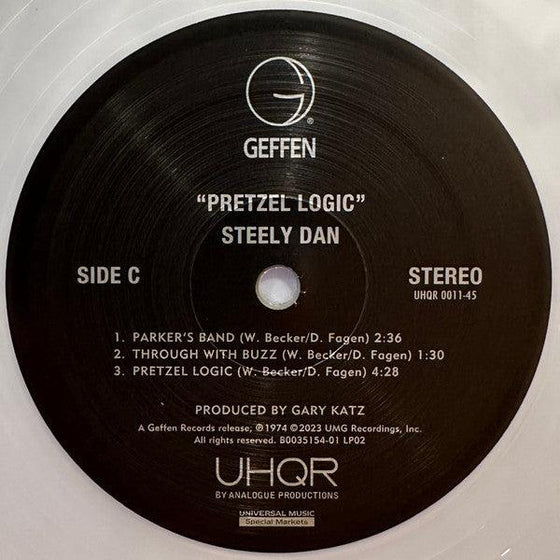 G®
GEFFEN
“PRETZEL LOGIC”
STEELY DAN
SIDE C
STEREO
UHQR 0011-45
1. PARKER'S BAND (W. Becker/D. Fagen) 2:36
2. THROUGH WITH BUZZ (W. Becker/D. Fagen) 1:30
3. PRETZEL LOGIC (W. Becker/D. Fagen) 4:28
PRODUCED BY GARY KATZ
A Geffen Records release; ℗1974 ©2023 UMG Recordings, Inc.
All rights reserved. B0035154-01 LP02
UHQR
BY ANALOGUE PRODUCTIONS
UNIVERSAL MUSIC
Special Markets